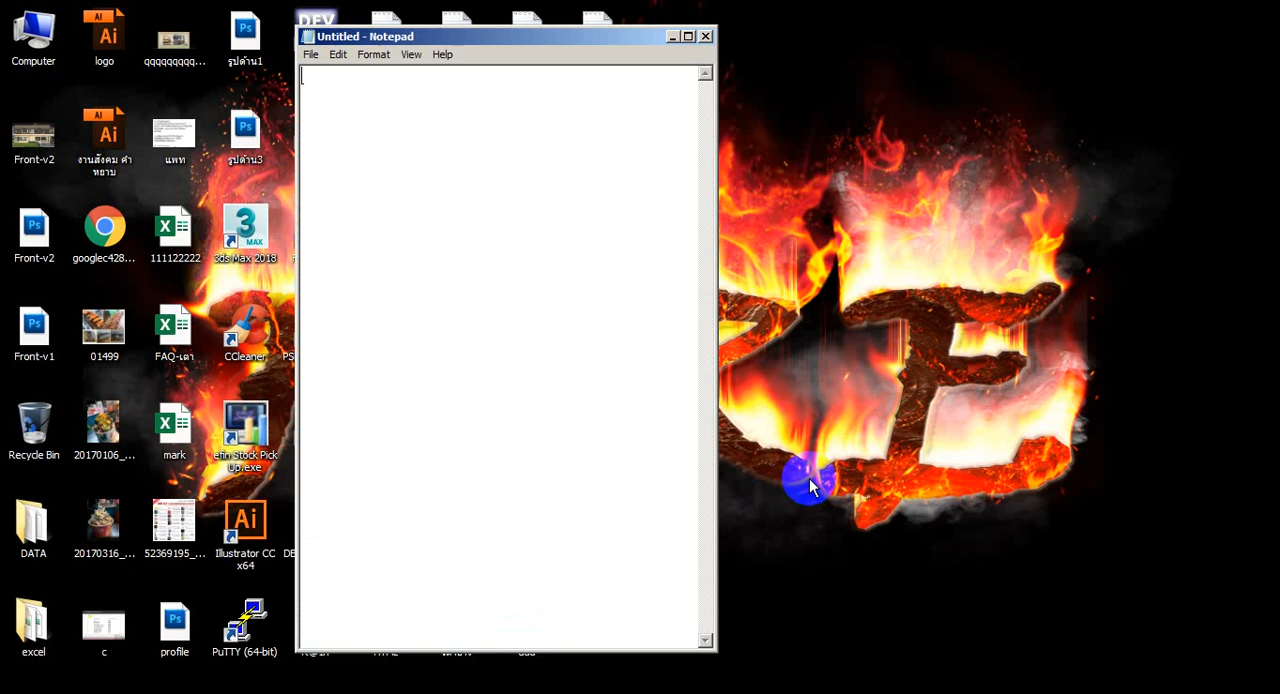 Untitled - Notepad
File Edit Format View Help
Computer
logo
qqqqqqqqq...
รูปด้าน1
DEV
Front-v2
งานสังคม คำ
หยาบ
แพท
รูปด้าน3
Front-v2
googlec428...
111122222
3ds Max 2018
Front-v1
01499
FAQ-เตา
CCleaner
PS
Recycle Bin
20170106_...
mark
efin Stock Pick
Up.exe
DATA
20170316_...
52369195_...
Illustrator CC
x64
DE
excel
c
profile
PuTTY (64-bit)